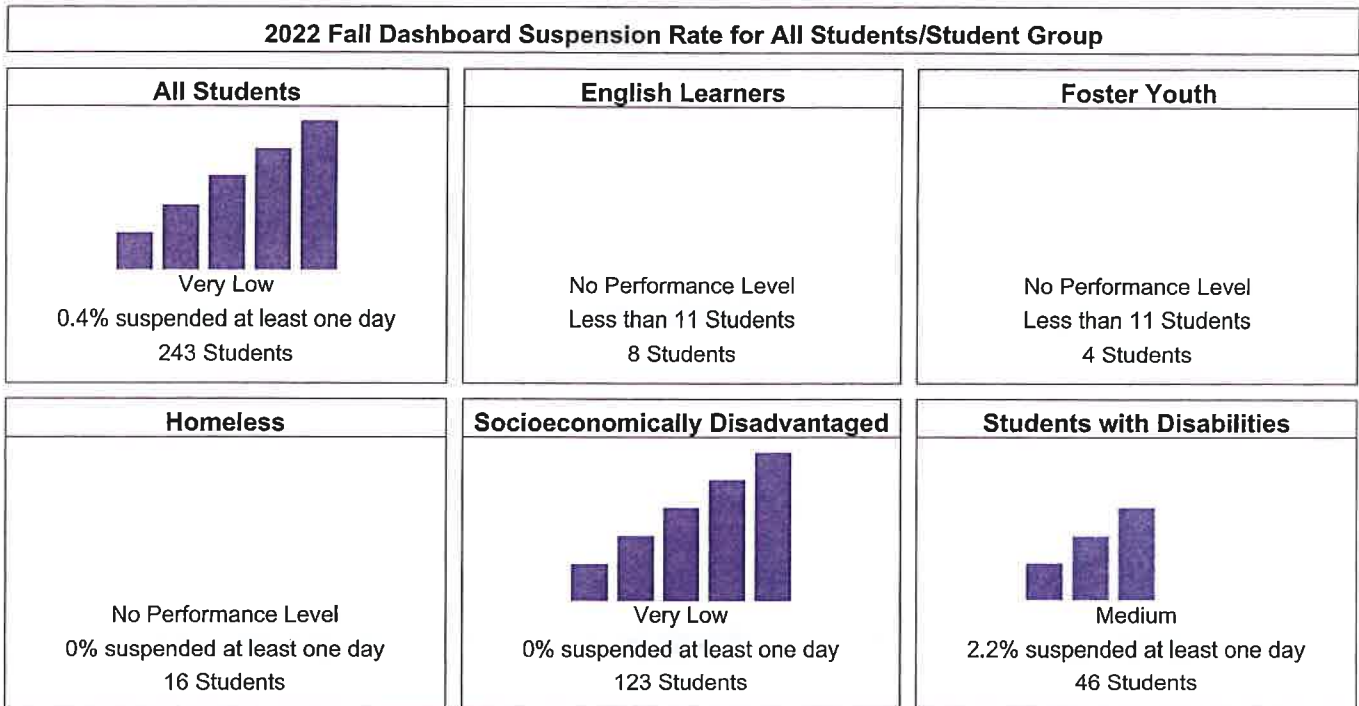 2022 Fall Dashboard Suspension Rate for All Students/Student Group
All Students
Very Low
0.4% suspended at least one day
243 Students
English Learners
No Performance Level
Less than 11 Students
8 Students
Foster Youth
No Performance Level
Less than 11 Students
4 Students
Homeless
No Performance Level
0% suspended at least one day
16 Students
Socioeconomically Disadvantaged
Very Low
0% suspended at least one day
123 Students
Students with Disabilities
Medium
2.2% suspended at least one day
46 Students